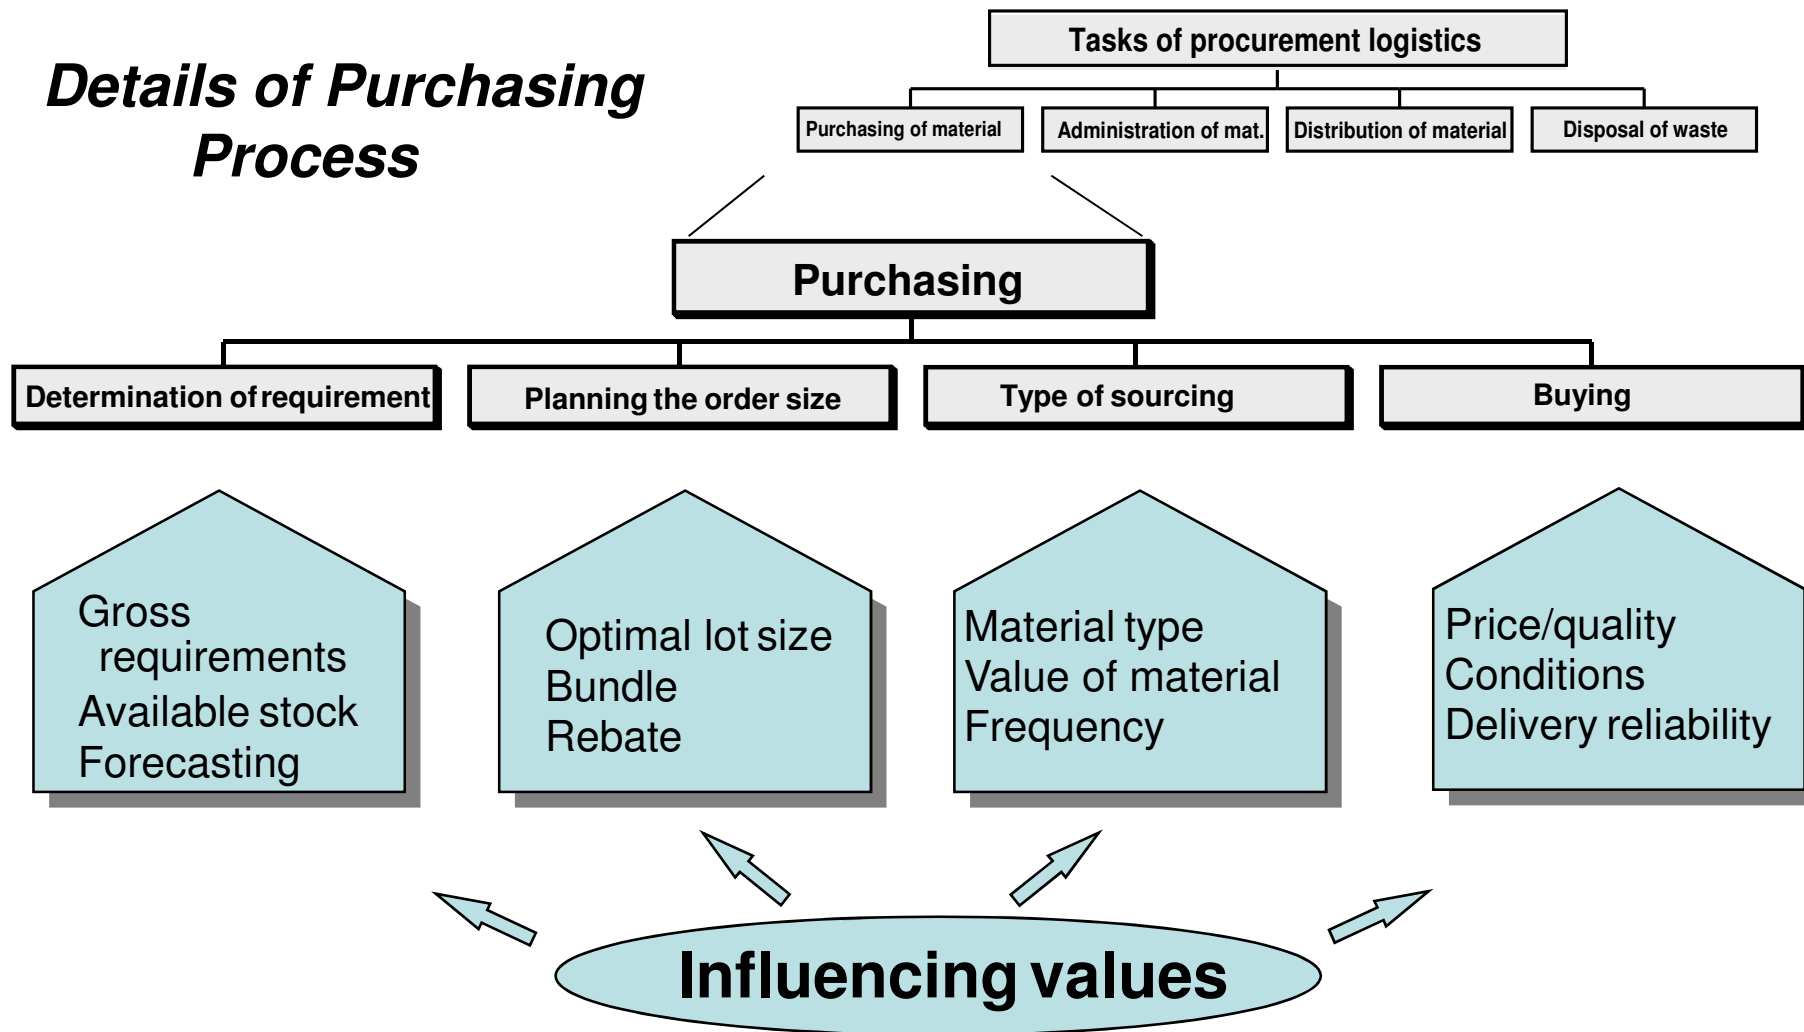 Details of Purchasing
Process
Tasks of procurement logistics
Purchasing of material
Administration of mat.
Distribution of material
Disposal of waste
Purchasing
Determination of requirement
Planning the order size
Type of sourcing
Buying
Gross
requirements
Available stock
Forecasting
Optimal lot size
Bundle
Rebate
Material type
Value of material
Frequency
Price/quality
Conditions
Delivery reliability
Influencing values